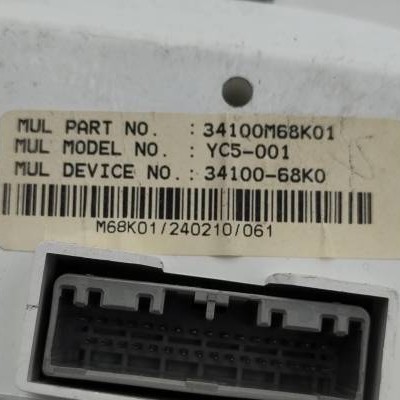 MUL PART NO. : 34100M68K01
MUL MODEL NO. : YC5-001
MUL DEVICE NO. : 34100-68K0
M68K01/240210/061